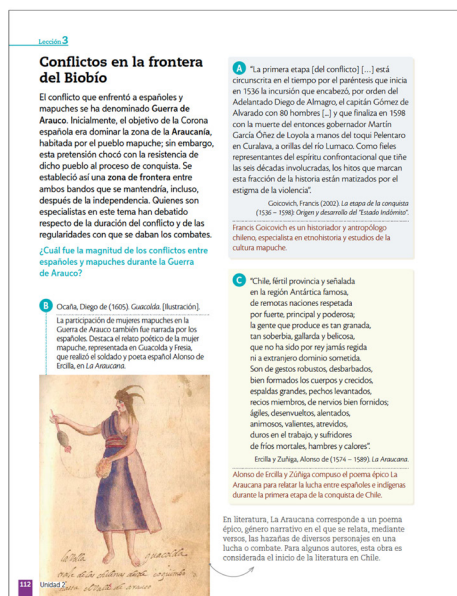 Lección 3
Conflictos en la frontera
del Biobío
El conflicto que enfrentó a españoles y
mapuches se ha denominado Guerra de
Arauco. Inicialmente, el objetivo de la Corona
española era dominar la zona de la Araucanía,
habitada por el pueblo mapuche; sin embargo,
esta pretensión chocó con la resistencia de
dicho pueblo al proceso de conquista. Se
estableció así una zona de frontera entre
ambos bandos que se mantendría, incluso,
después de la independencia. Quienes son
especialistas en este tema han debatido
respecto de la duración del conflicto y de las
regularidades con que se daban los combates.
¿Cuál fue la magnitud de los conflictos entre
españoles y mapuches durante la Guerra
de Arauco?
B Ocaña, Diego de (1605). Guacolda. [Ilustración].
La participación de mujeres mapuches en la
Guerra de Arauco también fue narrada por los
españoles. Destaca el relato poético de la mujer
mapuche, representada en Guacolda y Fresia,
que realizó el soldado y poeta español Alonso de
Ercilla, en La Araucana.
guacolda
A "La primera etapa [del conflicto] […] está
circunscrita en el tiempo por el paréntesis que inicia
en 1536 la incursión que encabezó, por orden del
Adelantado Diego de Almagro, el capitán Gómez de
Alvarado con 80 hombres [...] y que finaliza en 1598
con la muerte del entonces gobernador Martín
García Óñez de Loyola a manos del toqui Pelentaro
en Curalava, a orillas del río Lumaco. Como fieles
representantes del espíritu confrontacional que tiñe
las seis décadas involucradas, los hitos que marcan
esta fracción de la historia están matizados por el
estigma de la violencia".
Goicovich, Francis (2002). La etapa de la conquista
(1536 – 1598): Origen y desarrollo del "Estado Indómito".
Francis Goicovich es un historiador y antropólogo
chileno, especialista en etnohistoria y estudios de la
cultura mapuche.
C "Chile, fértil provincia y señalada
en la región Antártica famosa,
de remotas naciones respetada
por fuerte, principal y poderosa;
la gente que produce es tan granada,
tan soberbia, gallarda y belicosa,
que no ha sido por rey jamás regida
ni a extranjero dominio sometida.
Son de gestos robustos, desbarbados,
bien formados los cuerpos y crecidos,
espaldas grandes, pechos levantados,
recios miembros, de nervios bien fornidos;
ágiles, desenvueltos, alentados,
animosos, valientes, atrevidos,
duros en el trabajo, y sufridores
de fríos mortales, hambres y calores".
Ercilla y Zuñiga, Alonso de (1574 – 1589). La Araucana.
Alonso de Ercilla y Zúñiga compuso el poema épico La
Araucana para relatar la lucha entre españoles e indígenas
durante la primera etapa de la conquista de Chile.
En literatura, La Araucana corresponde a un poema
épico, género narrativo en el que se relata, mediante
versos, las hazañas de diversos personajes en una
lucha o combate. Para algunos autores, esta obra es
considerada el inicio de la literatura en Chile.
112 Unidad 2